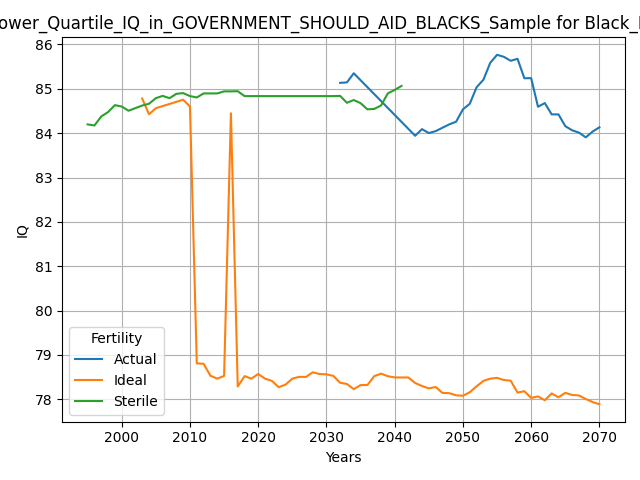 ower_Quartile_IQ_in_GOVERNMENT_SHOULD_AID_BLACKS_Sample for Black_
86
85
84
83
82
81
80
79
78
IQ
Fertility
Actual
Ideal
Sterile
2000 2010 2020 2030 2040 2050 2060 2070
Years